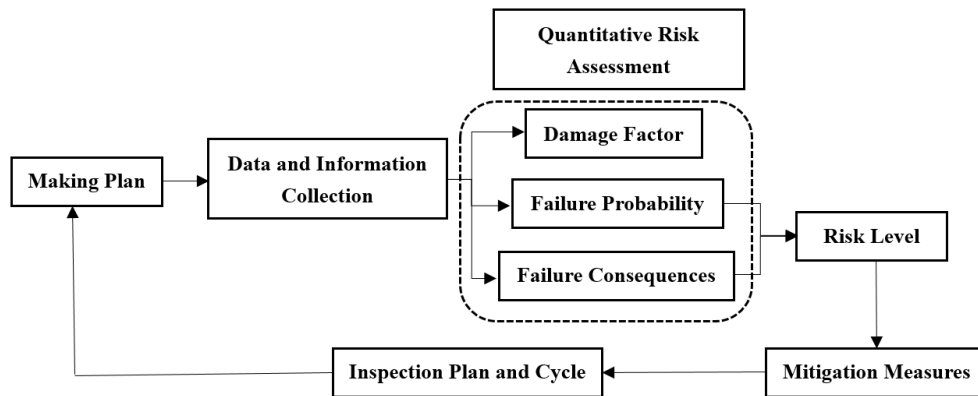 Quantitative Risk
Assessment
Damage Factor
Making Plan
Data and Information
Collection
Failure Probability
Failure Consequences
Risk Level
Mitigation Measures
Inspection Plan and Cycle